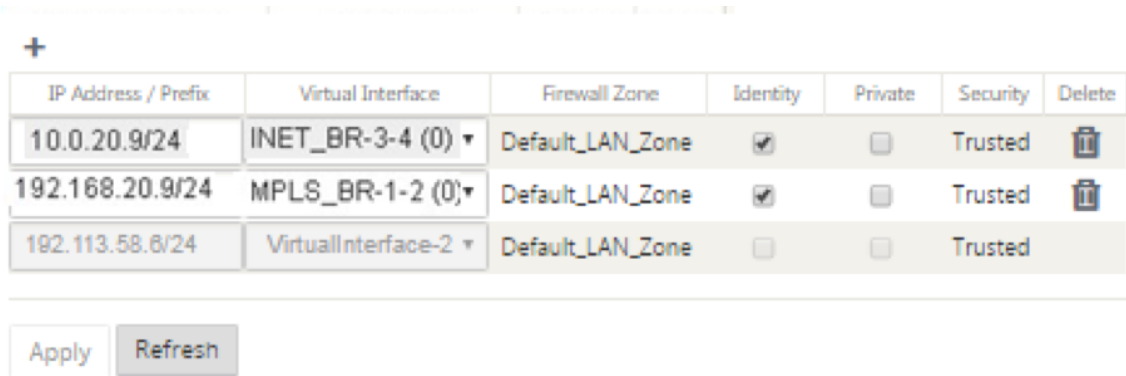 +
IP Address / Prefix Virtual Interface Firewall Zone Identity Private Security Delete
10.0.20.9/24 INET_BR-3-4 (0) Default_LAN_Zone Trusted
192.168.20.9/24 MPLS_BR-1-2 (0) Default_LAN_Zone Trusted
192.113.58.6/24 VirtualInterface-2 Default_LAN_Zone Trusted
Apply Refresh